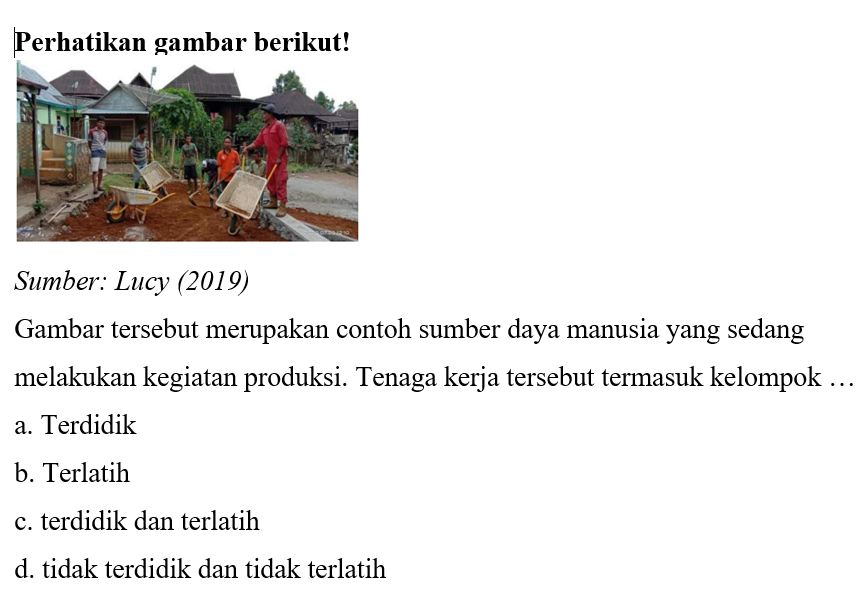 Perhatikan gambar berikut!
Sumber: Lucy (2019)
Gambar tersebut merupakan contoh sumber daya manusia yang sedang
melakukan kegiatan produksi. Tenaga kerja tersebut termasuk kelompok …
a. Terdidik
b. Terlatih
c. terdidik dan terlatih
d. tidak terdidik dan tidak terlatih